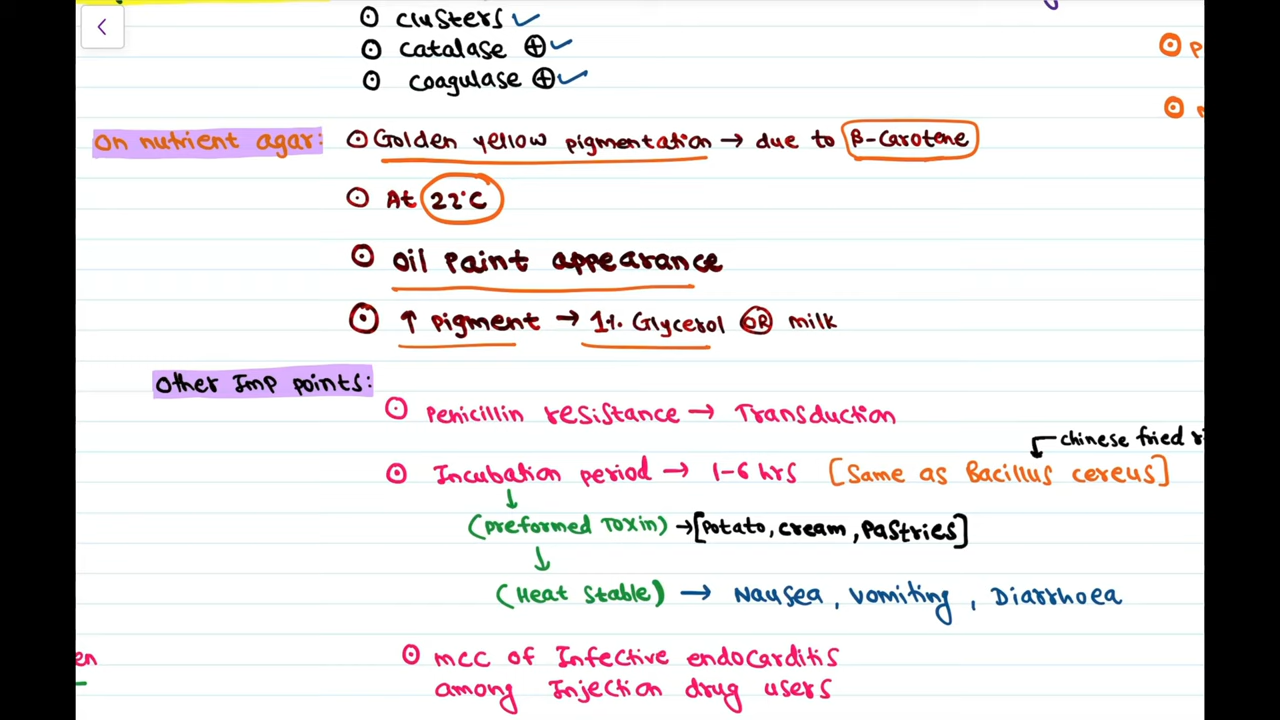 ⊙ clusters ✓
⊙ catalase ⊕ ✓
⊙ coagulase ⊕ ✓
On nutrient agar: ⊙ Golden yellow pigmentation → due to β-Carotene
⊙ At 22°C
⊙ oil Paint appearance
⊙ ↑ pigment → 1% Glycerol OR milk
Other Imp points:
⊙ Penicillin resistance → Transduction
chinese fried
⊙ Incubation period → 1-6 hrs [Same as Bacillus cereus]
↓
(preformed Toxin) → [Potato, cream, Pastries]
↓
(Heat stable) → Nausea, vomiting, Diarrhoea
en
⊙ mcc of Infective endocarditis
among Injection drug users